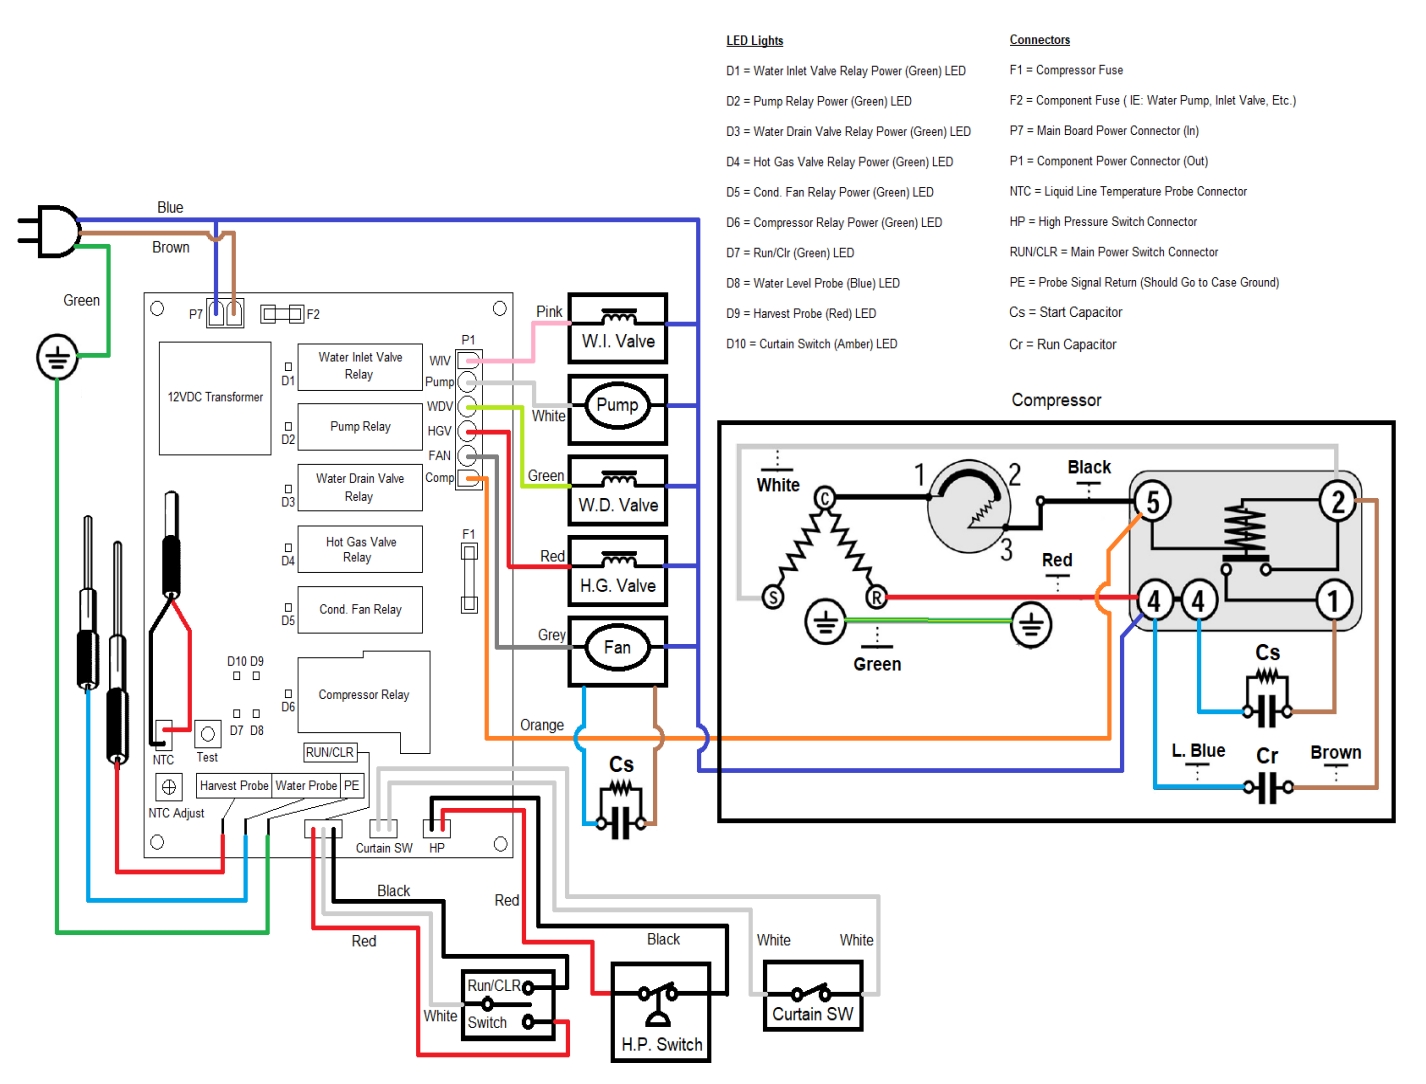 LED Lights
D1 = Water Inlet Valve Relay Power (Green) LED
D2 = Pump Relay Power (Green) LED
D3 = Water Drain Valve Relay Power (Green) LED
D4 = Hot Gas Valve Relay Power (Green) LED
D5 = Cond. Fan Relay Power (Green) LED
D6 = Compressor Relay Power (Green) LED
D7 = Run/Clr (Green) LED
D8 = Water Level Probe (Blue) LED
D9 = Harvest Probe (Red) LED
D10 = Curtain Switch (Amber) LED
Connectors
F1 = Compressor Fuse
F2 = Component Fuse ( IE: Water Pump, Inlet Valve, Etc.)
P7 = Main Board Power Connector (In)
P1 = Component Power Connector (Out)
NTC = Liquid Line Temperature Probe Connector
HP = High Pressure Switch Connector
RUN/CLR = Main Power Switch Connector
PE = Probe Signal Return (Should Go to Case Ground)
Cs = Start Capacitor
Cr = Run Capacitor
Blue
Brown
Green
P7
F2
12VDC Transformer
D1
Water Inlet Valve
Relay
D2
Pump Relay
D3
Water Drain Valve
Relay
D4
Hot Gas Valve
Relay
D5
Cond. Fan Relay
D6
Compressor Relay
P1
WIV
Pump
WDV
HGV
FAN
Comp
F1
D10 D9
D7 D8
NTC
Test
NTC Adjust
RUN/CLR
Harvest Probe
Water Probe
PE
Curtain SW
HP
Pink
W.I. Valve
White
Pump
Green
W.D. Valve
Red
H.G. Valve
Grey
Fan
Orange
Cs
Compressor
White
C
S
R
1
2
3
Black
Red
Green
5
2
4
4
1
Cs
L. Blue
Cr
Brown
Black
Red
White
Run/CLR
Switch
Red
Black
H.P. Switch
White
White
Curtain SW